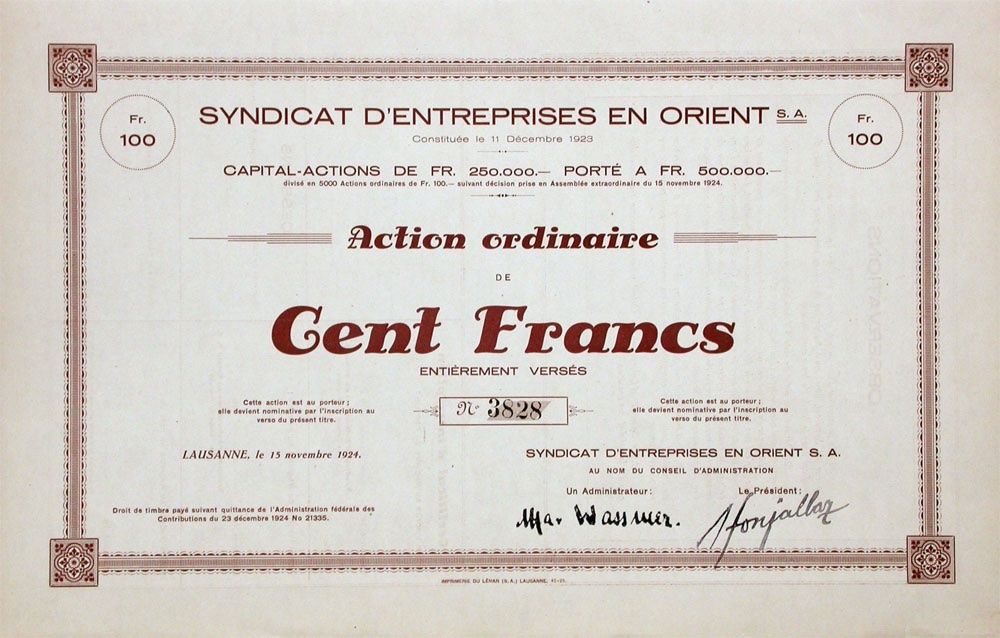 Fr.
100
SYNDICAT D'ENTREPRISES EN ORIENT S. A.
Fr.
100
Constituée le 11 Décembre 1923
CAPITAL-ACTIONS DE FR. 250.000.— PORTÉ A FR. 500.000.—
divisé en 5000 Actions ordinaires de Fr. 100.— suivant décision prise en Assemblée extraordinaire du 15 novembre 1924.
Action ordinaire
DE
Cent Francs
ENTIÈREMENT VERSÉS
Cette action est au porteur ;
elle devient nominative par l'inscription au
verso du présent titre.
No 3828
Cette action est au porteur ;
elle devient nominative par l'inscription au
verso du présent titre.
LAUSANNE, le 15 novembre 1924.
SYNDICAT D'ENTREPRISES EN ORIENT S. A.
AU NOM DU CONSEIL D'ADMINISTRATION
Un Administrateur :
Le Président :
Wassmer.
Droit de timbre payé suivant quittance de l'Administration fédérale des
Contributions du 23 décembre 1924 No 21335.
IMPRIMERIE DU LÉMAN (S. A.) LAUSANNE.